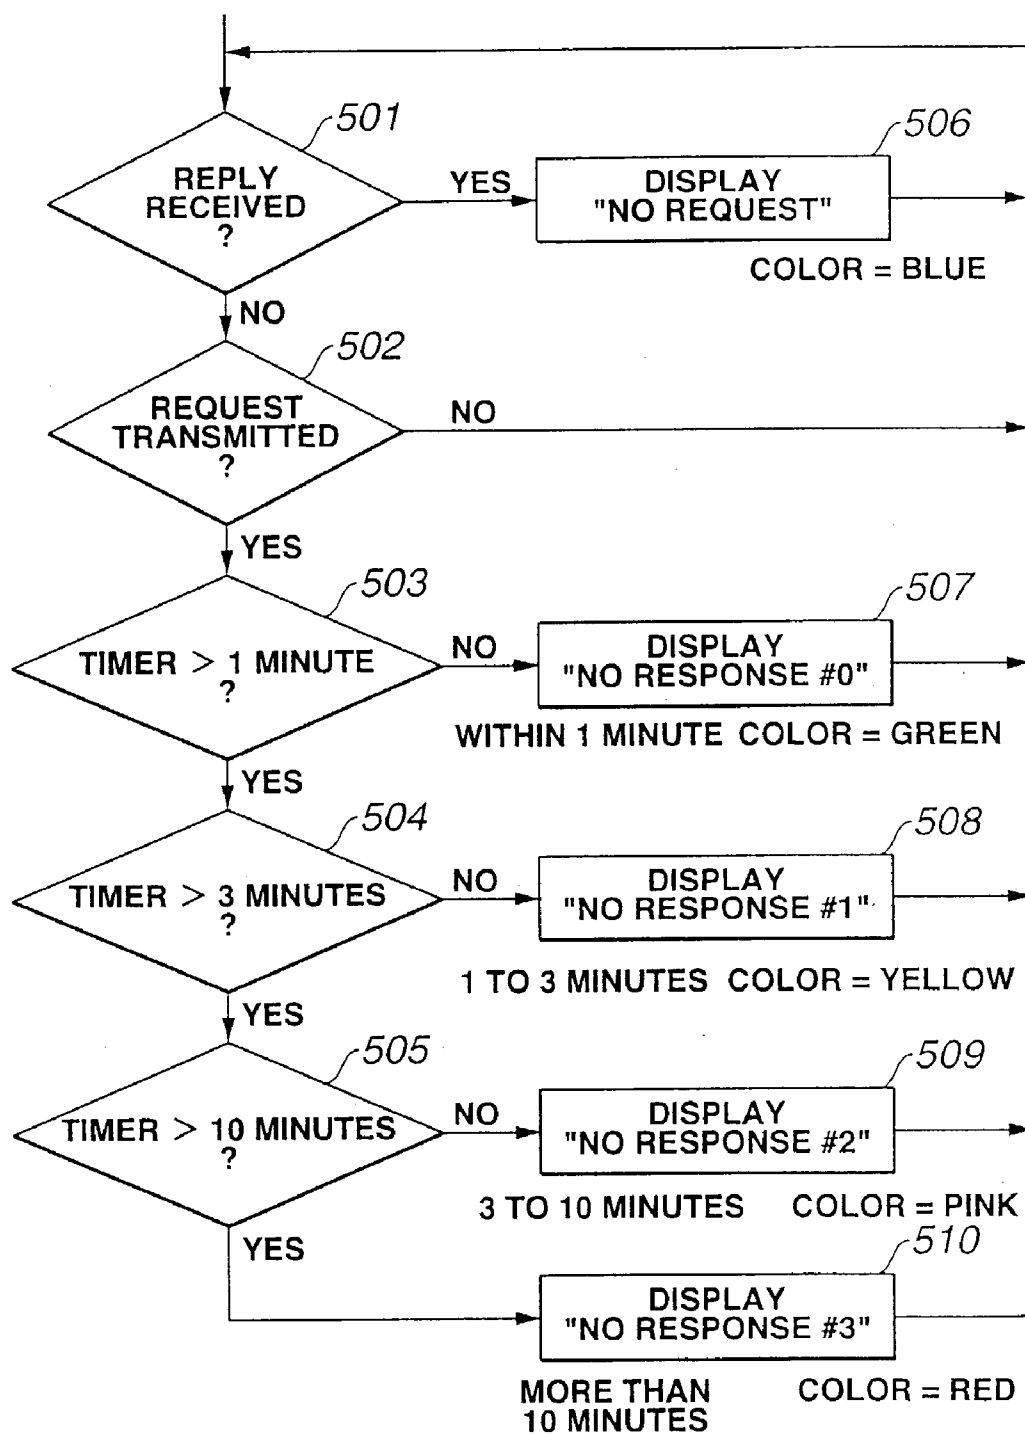 501
REPLY
RECEIVED
?
YES
506
DISPLAY
"NO REQUEST"
COLOR = BLUE
NO
502
REQUEST
TRANSMITTED
?
NO
YES
503
TIMER > 1 MINUTE
?
NO
507
DISPLAY
"NO RESPONSE #0"
WITHIN 1 MINUTE COLOR = GREEN
YES
504
TIMER > 3 MINUTES
?
NO
508
DISPLAY
"NO RESPONSE #1"
1 TO 3 MINUTES COLOR = YELLOW
YES
505
TIMER > 10 MINUTES
?
NO
509
DISPLAY
"NO RESPONSE #2"
3 TO 10 MINUTES COLOR = PINK
YES
510
DISPLAY
"NO RESPONSE #3"
MORE THAN
10 MINUTES
COLOR = RED